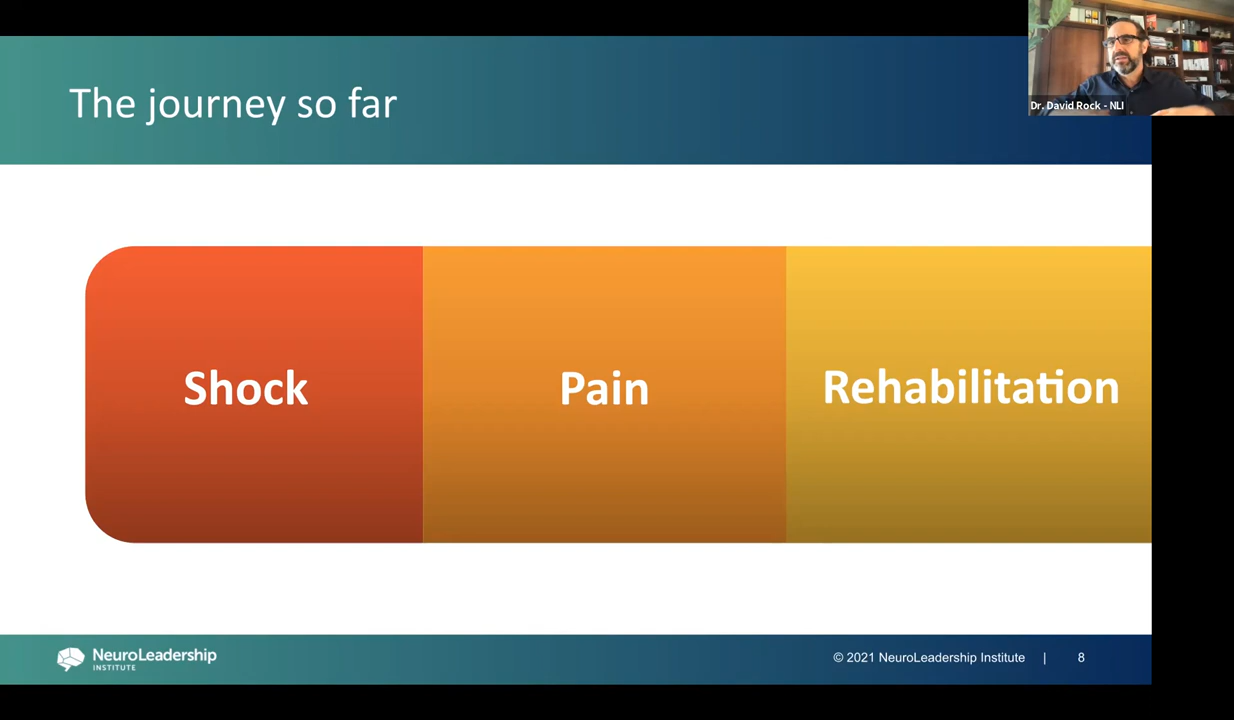 The journey so far
Dr. David Rock - NLI
Shock
Pain
Rehabilitation
NeuroLeadership
INSTITUTE
© 2021 NeuroLeadership Institute | 8